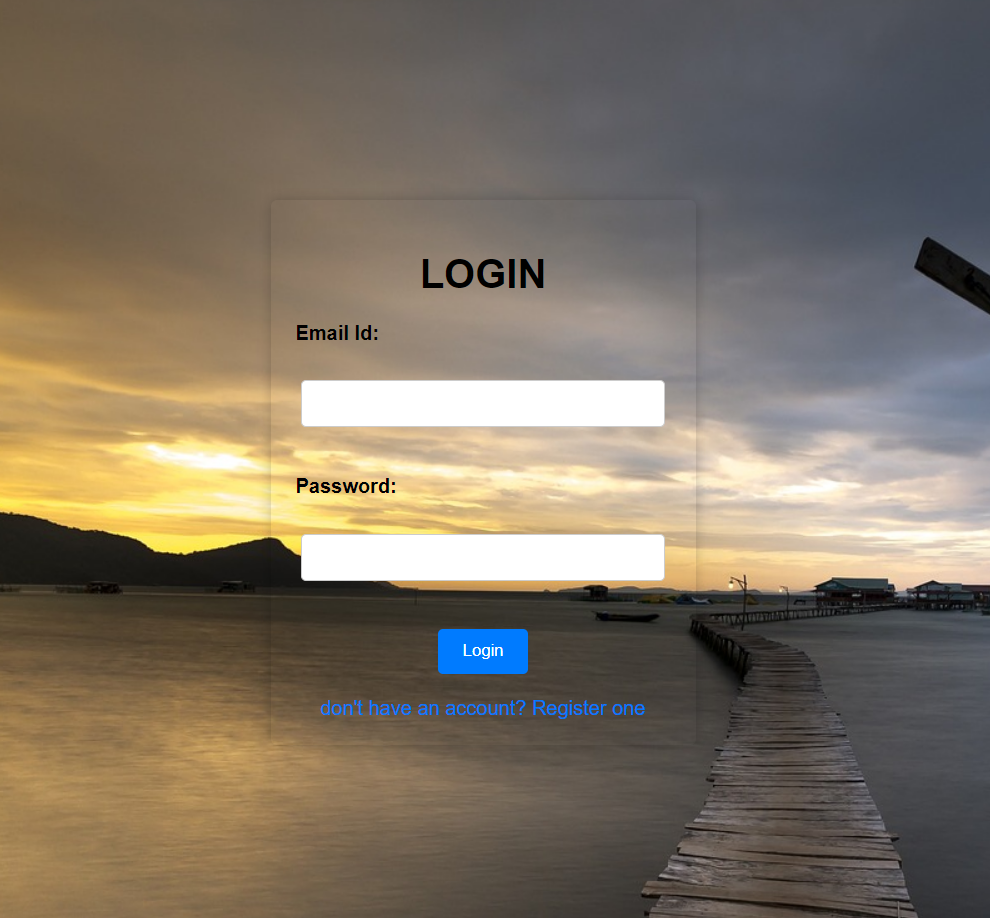 LOGIN
Email Id:
Password:
Login
don't have an account? Register one